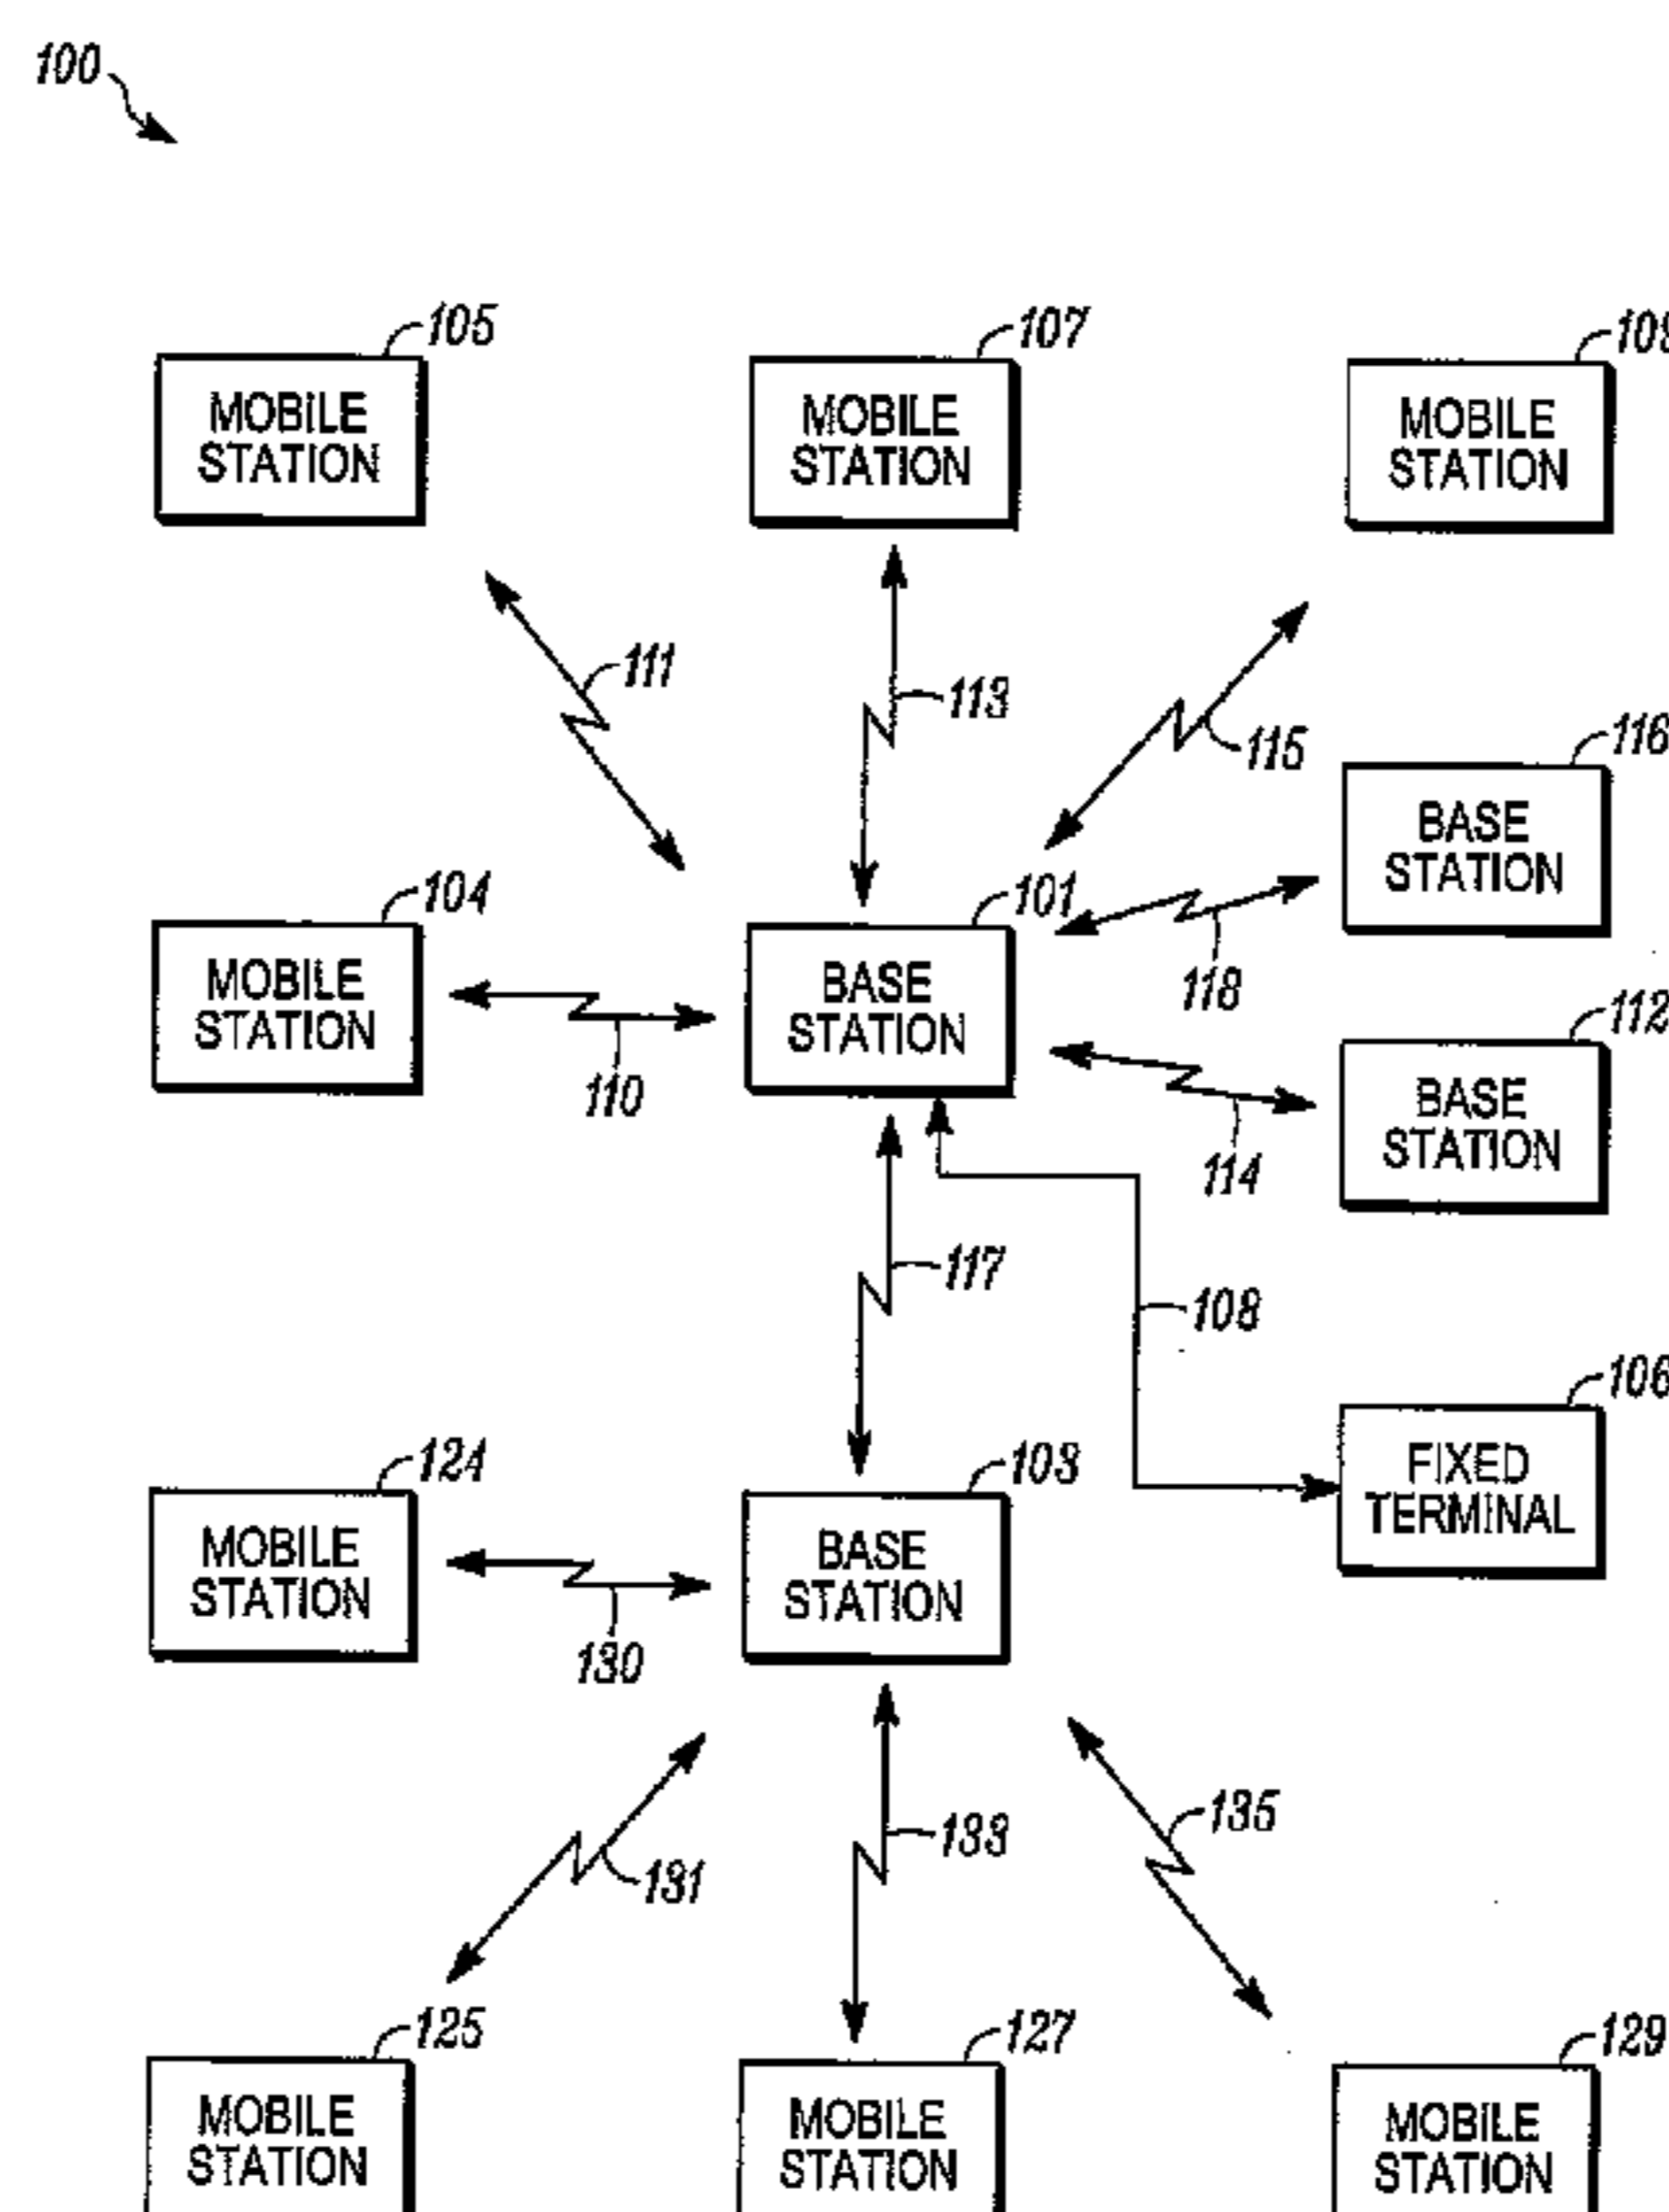 100
105
107
MOBILE
STATION
MOBILE
STATION
MOBILE
STATION
111
113
115
116
BASE
STATION
104
101
MOBILE
STATION
BASE
STATION
118
112
110
BASE
STATION
114
117
108
106
FIXED
TERMINAL
124
103
MOBILE
STATION
BASE
STATION
130
135
133
131
125
127
129
MOBILE
STATION
MOBILE
STATION
MOBILE
STATION